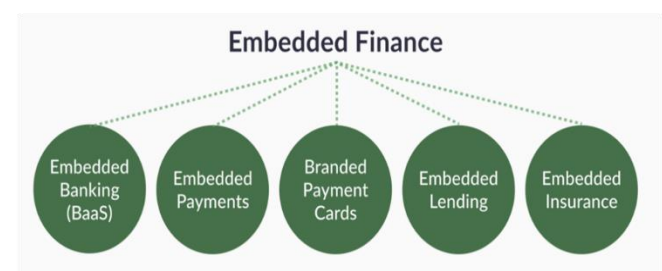 Embedded Finance
Embedded
Banking
(BaaS)
Embedded
Payments
Branded
Payment
Cards
Embedded
Lending
Embedded
Insurance